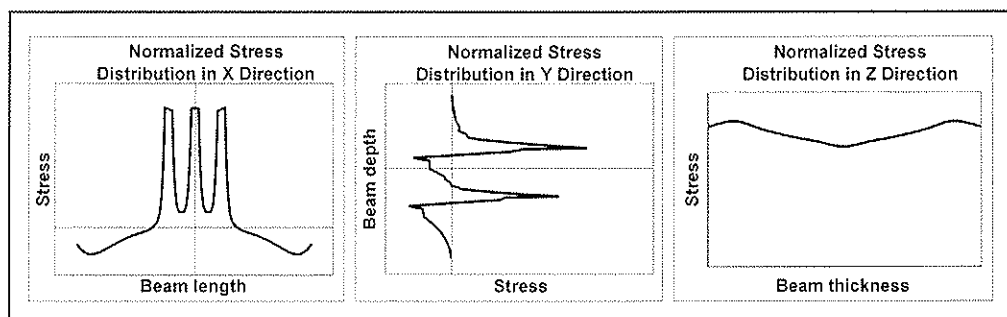 Normalized Stress
Distribution in X Direction
Stress
Beam length
Normalized Stress
Distribution in Y Direction
Beam depth
Stress
Normalized Stress
Distribution in Z Direction
Stress
Beam thickness